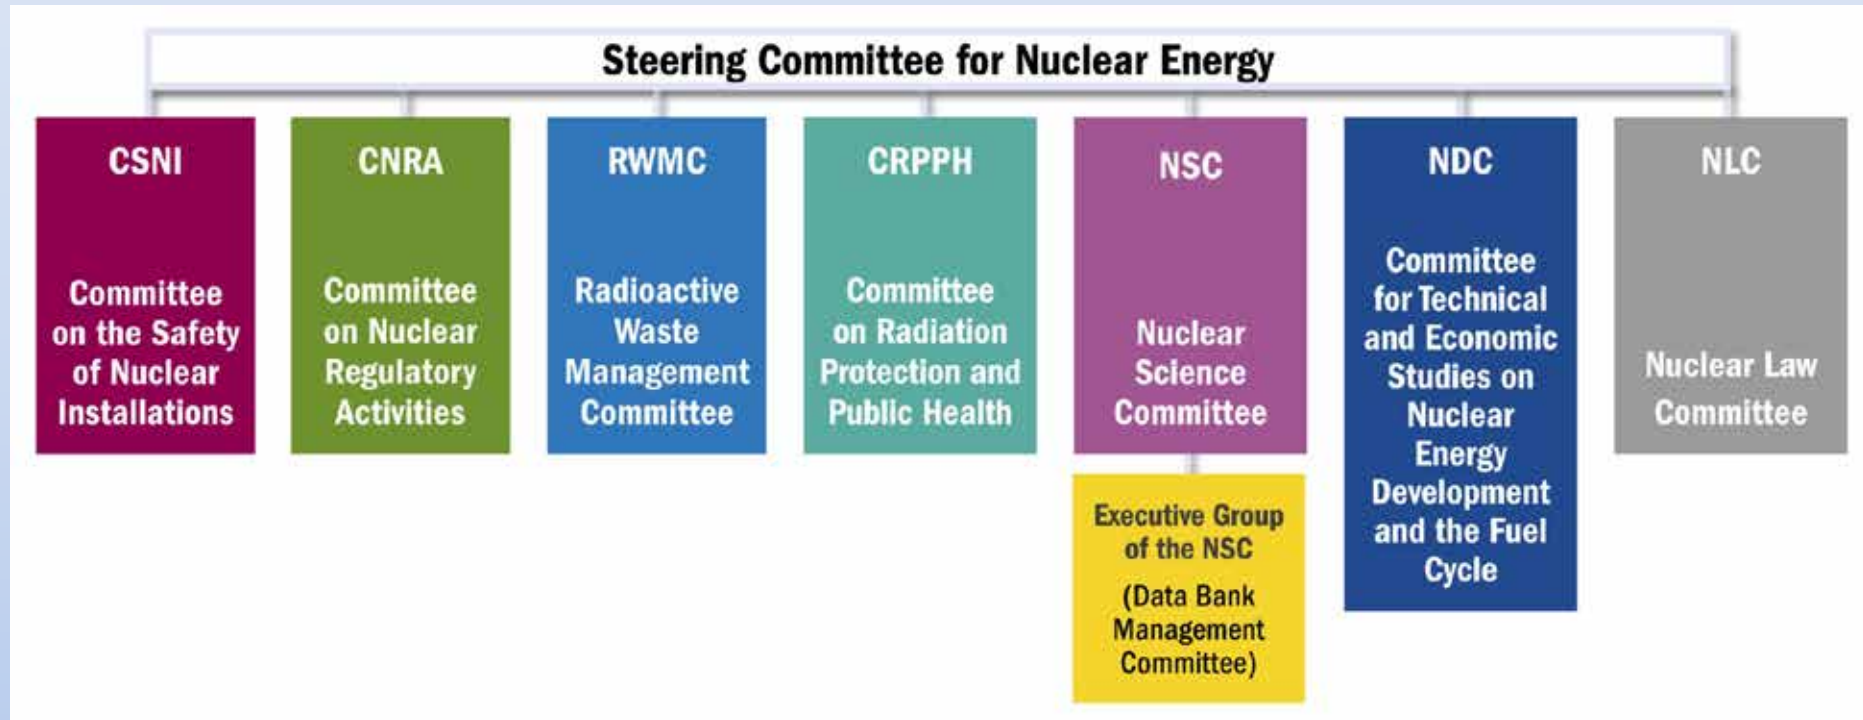 Steering Committee for Nuclear Energy
CSNI
Committee
on the Safety
of Nuclear
Installations
CNRA
Committee
on Nuclear
Regulatory
Activities
RWMC
Radioactive
Waste
Management
Committee
CRPPH
Committee
on Radiation
Protection and
Public Health
NSC
Nuclear
Science
Committee
Executive Group
of the NSC
(Data Bank
Management
Committee)
NDC
Committee
for Technical
and Economic
Studies on
Nuclear
Energy
Development
and the Fuel
Cycle
NLC
Nuclear Law
Committee